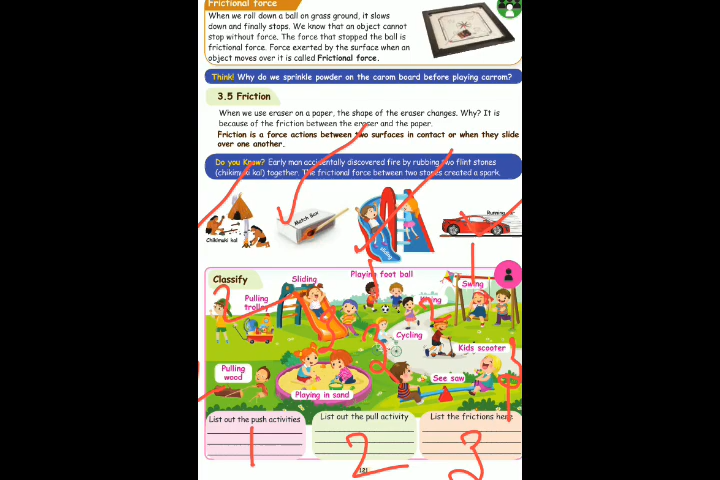 Frictional force
When we roll down a ball on grass ground, it slows
down and finally stops. We know that an object cannot
stop without force. The force that stopped the ball is
frictional force. Force exerted by the surface when an
object moves over it is called Frictional force.
Think! Why do we sprinkle powder on the carom board before playing carrom?
3.5 Friction
When we use eraser on a paper, the shape of the eraser changes. Why? It is
because of the friction between the eraser and the paper.
Friction is a force actions between two surfaces in contact or when they slide
over one another.
Do you Know? Early man accidentally discovered fire by rubbing two flint stones
(chikimuki kal) together. The frictional force between two stones created a spark.
Chikimuki kal
Match Box
sliding
Running
Classify
Sliding
Playing foot ball
Swing
Pulling
trolley
2
Cycling
Kids scooter
Pulling
wood
See saw
Playing in sand
List out the push activities
List out the pull activity
List the frictions here
1
2
3
121